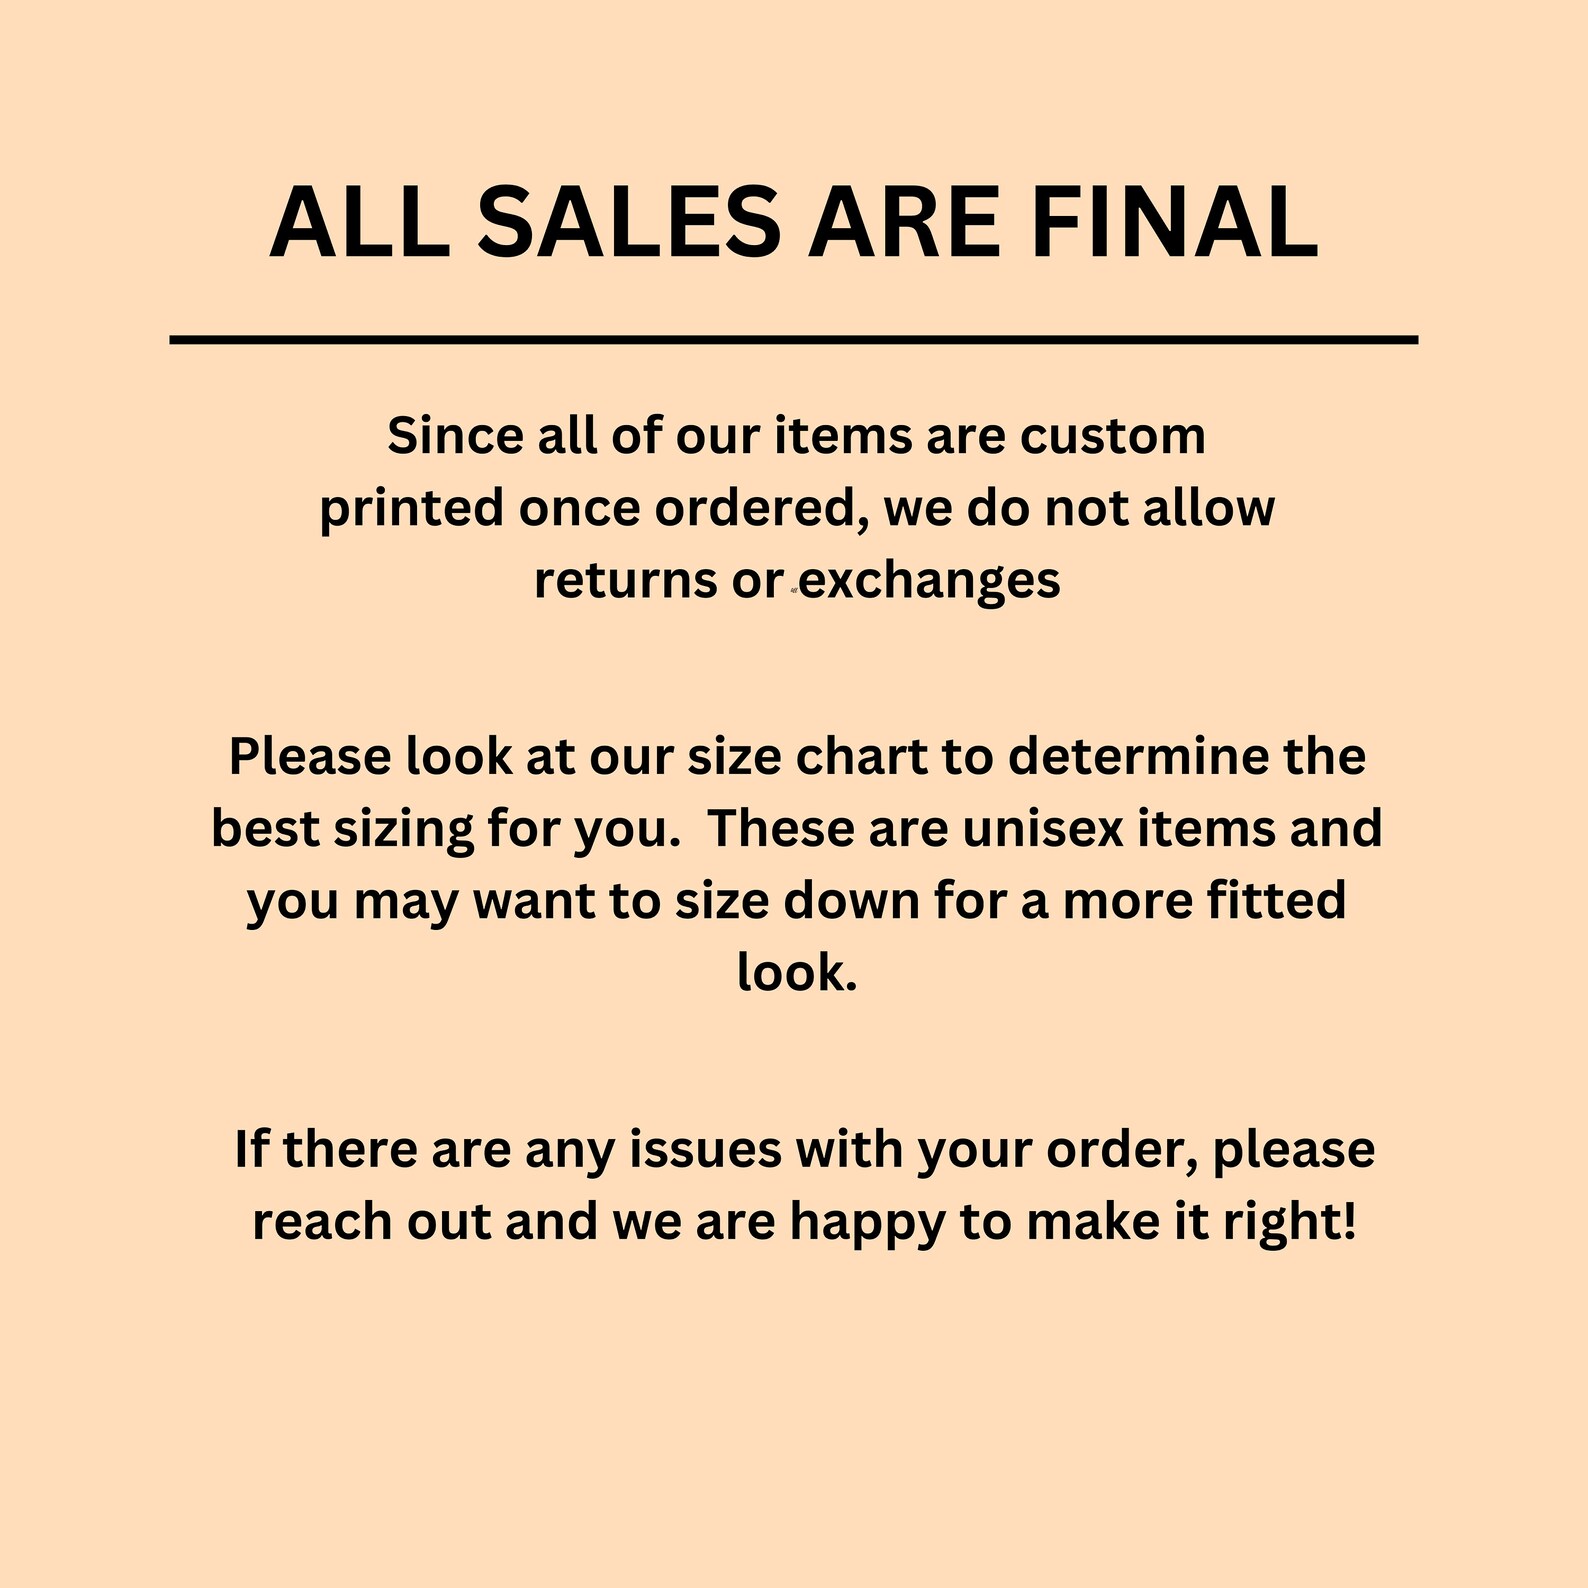 ALL SALES ARE FINAL
Since all of our items are custom
printed once ordered, we do not allow
returns or exchanges
Please look at our size chart to determine the
best sizing for you.  These are unisex items and
you may want to size down for a more fitted
look.
If there are any issues with your order, please
reach out and we are happy to make it right!